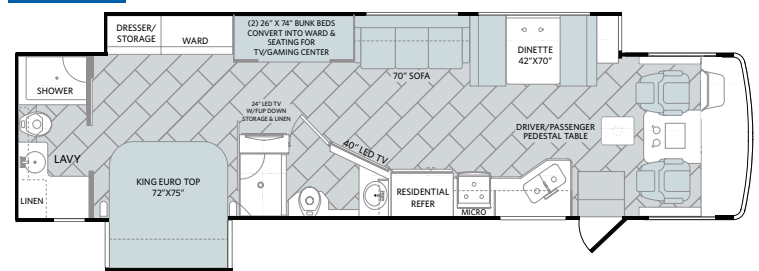 DRESSER/
STORAGE
WARD
(2) 26" X 74" BUNK BEDS
CONVERT INTO WARD &
SEATING FOR
TV/GAMING CENTER
70" SOFA
DINETTE
42"X70"
SHOWER
24" LED TV
W/FLIP DOWN
STORAGE & LINEN
DRIVER/PASSENGER
PEDESTAL TABLE
LAVY
40" LED TV
KING EURO TOP
72"X75"
RESIDENTIAL
REFER
LINEN
MICRO